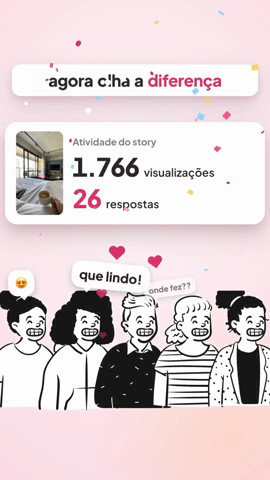 agora olha a diferença
Atividade do story
1.766 visualizações
26 respostas
que lindo!
onde fez??